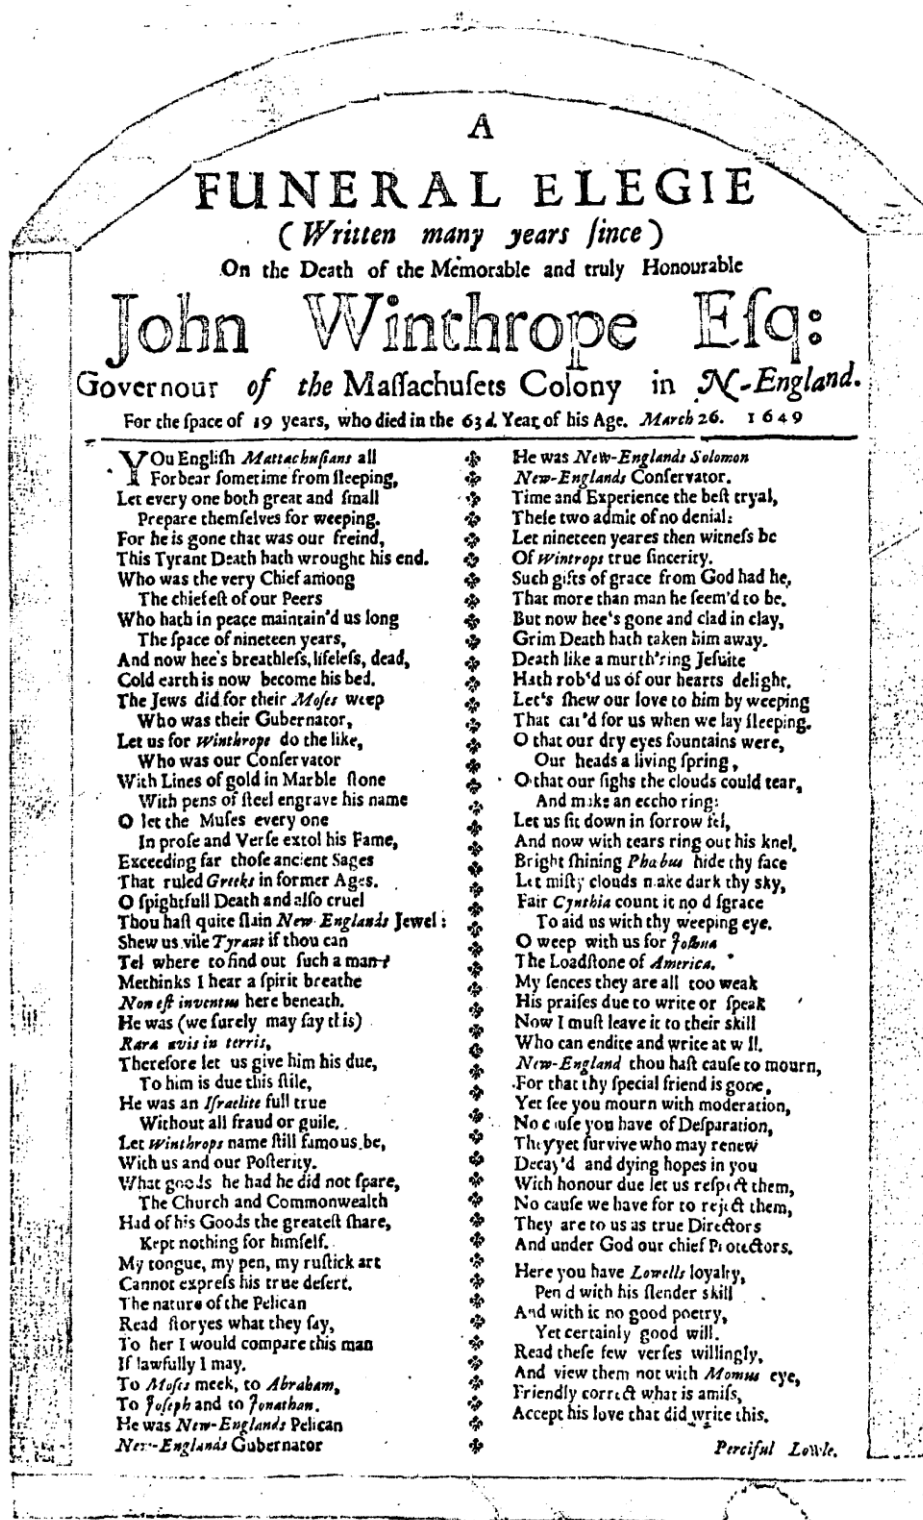 A
FUNERAL ELEGIE
(Written many years ſince)
On the Death of the Memorable and truly Honourable
John Winthrope Eſq:
Governour of the Maſſachuſets Colony in N-England.
For the ſpace of 19 years, who died in the 63d. Year of his Age. March 26. 1649
YOu Engliſh Mattachuſians all
Forbear ſometime from ſleeping,
Let every one both great and ſmall
Prepare themſelves for weeping.
For he is gone that was our freind,
This Tyrant Death hath wrought his end.
Who was the very Chief among
The chiefeſt of our Peers
Who hath in peace maintain'd us long
The ſpace of nineteen years,
And now hee's breathleſs, lifeleſs, dead,
Cold earth is now become his bed.
The Jews did for their Moſes weep
Who was their Gubernator,
Let us for Winthrope do the like,
Who was our Conſervator
With Lines of gold in Marble ſtone
With pens of ſteel engrave his name
O let the Muſes every one
In proſe and Verſe extol his Fame,
Exceeding far thoſe ancient Sages
That ruled Greeks in former Ages.
O ſpightfull Death and alſo cruel
Thou haſt quite ſlain New-Englands Jewel:
Shew us vile Tyrant if thou can
Tel where to find out ſuch a man?
Methinks I hear a ſpirit breathe
Non eſt inventus here beneath.
He was (we ſurely may ſay this)
Rara avis in terris,
Therefore let us give him his due,
To him is due this ſtile,
He was an Iſraelite full true
Without all fraud or guile.
Let Winthrops name ſtill famous be,
With us and our Poſterity.
What goods he had he did not ſpare,
The Church and Commonwealth
Had of his Goods the greateſt ſhare,
Kept nothing for himſelf.
My tongue, my pen, my ruſtick art
Cannot expreſs his true deſert.
The nature of the Pelican
Read ſtoryes what they ſay,
To her I would compare this man
If lawfully I may.
To Moſes meek, to Abraham,
To Joſeph and to Jonathan.
He was New-Englands Pelican
New-Englands Gubernator
He was New-Englands Solomon
New-Englands Conſervator.
Time and Experience the beſt tryal,
Theſe two admit of no denial:
Let nineteen yeares then witneſs be
Of Wintrops true ſincerity.
Such gifts of grace from God had he,
That more than man he ſeem'd to be.
But now hee's gone and clad in clay,
Grim Death hath taken him away.
Death like a murth'ring Jeſuite
Hath rob'd us of our hearts delight.
Let's ſhew our love to him by weeping
That car'd for us when we lay ſleeping.
O that our dry eyes fountains were,
Our heads a living ſpring,
O that our ſighs the clouds could tear,
And make an eccho ring:
Let us ſit down in ſorrow ſel,
And now with tears ring out his knel.
Bright ſhining Phabus hide thy face
Let miſty clouds make dark thy sky,
Fair Cynthia count it no diſgrace
To aid us with thy weeping eye.
O weep with us for Joſhua
The Loadſtone of America.
My ſences they are all too weak
His praiſes due to write or ſpeak
Now I muſt leave it to their skill
Who can endite and write at will.
New-England thou haſt cauſe to mourn,
For that thy ſpecial friend is gone,
Yet ſee you mourn with moderation,
No cauſe you have of Deſparation,
They yet ſurvive who may renew
Decay'd and dying hopes in you
With honour due let us reſpect them,
No cauſe we have for to reject them,
They are to us as true Directors
And under God our chief Protectors.
Here you have Lowells loyalty,
Pen'd with his ſlender skill
And with it no good poetry,
Yet certainly good will.
Read theſe few verſes willingly,
And view them not with Momus eye,
Friendly correct what is amiſs,
Accept his love that did write this.
Perciful Lowle.